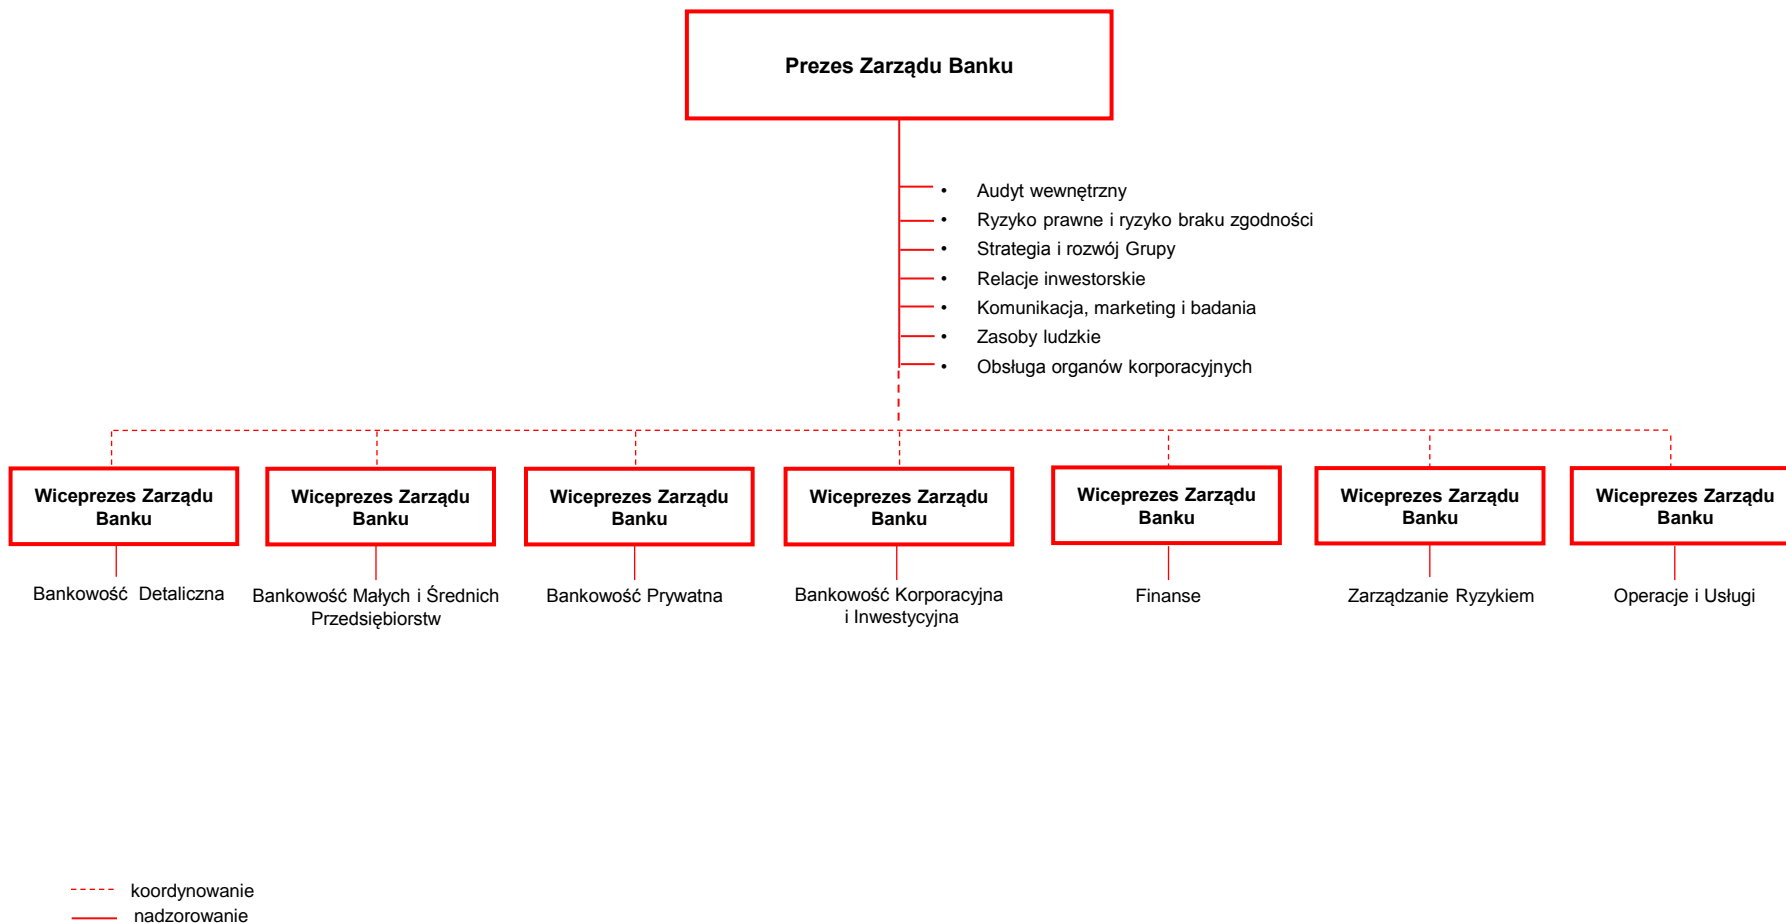 Prezes Zarządu Banku
• Audyt wewnętrzny
• Ryzyko prawne i ryzyko braku zgodności
• Strategia i rozwój Grupy
• Relacje inwestorskie
• Komunikacja, marketing i badania
• Zasoby ludzkie
• Obsługa organów korporacyjnych
Wiceprezes Zarządu
Banku
Bankowość Detaliczna
Wiceprezes Zarządu
Banku
Bankowość Małych i Średnich
Przedsiębiorstw
Wiceprezes Zarządu
Banku
Bankowość Prywatna
Wiceprezes Zarządu
Banku
Bankowość Korporacyjna
i Inwestycyjna
Wiceprezes Zarządu
Banku
Finanse
Wiceprezes Zarządu
Banku
Zarządzanie Ryzykiem
Wiceprezes Zarządu
Banku
Operacje i Usługi
koordynowanie
nadzorowanie